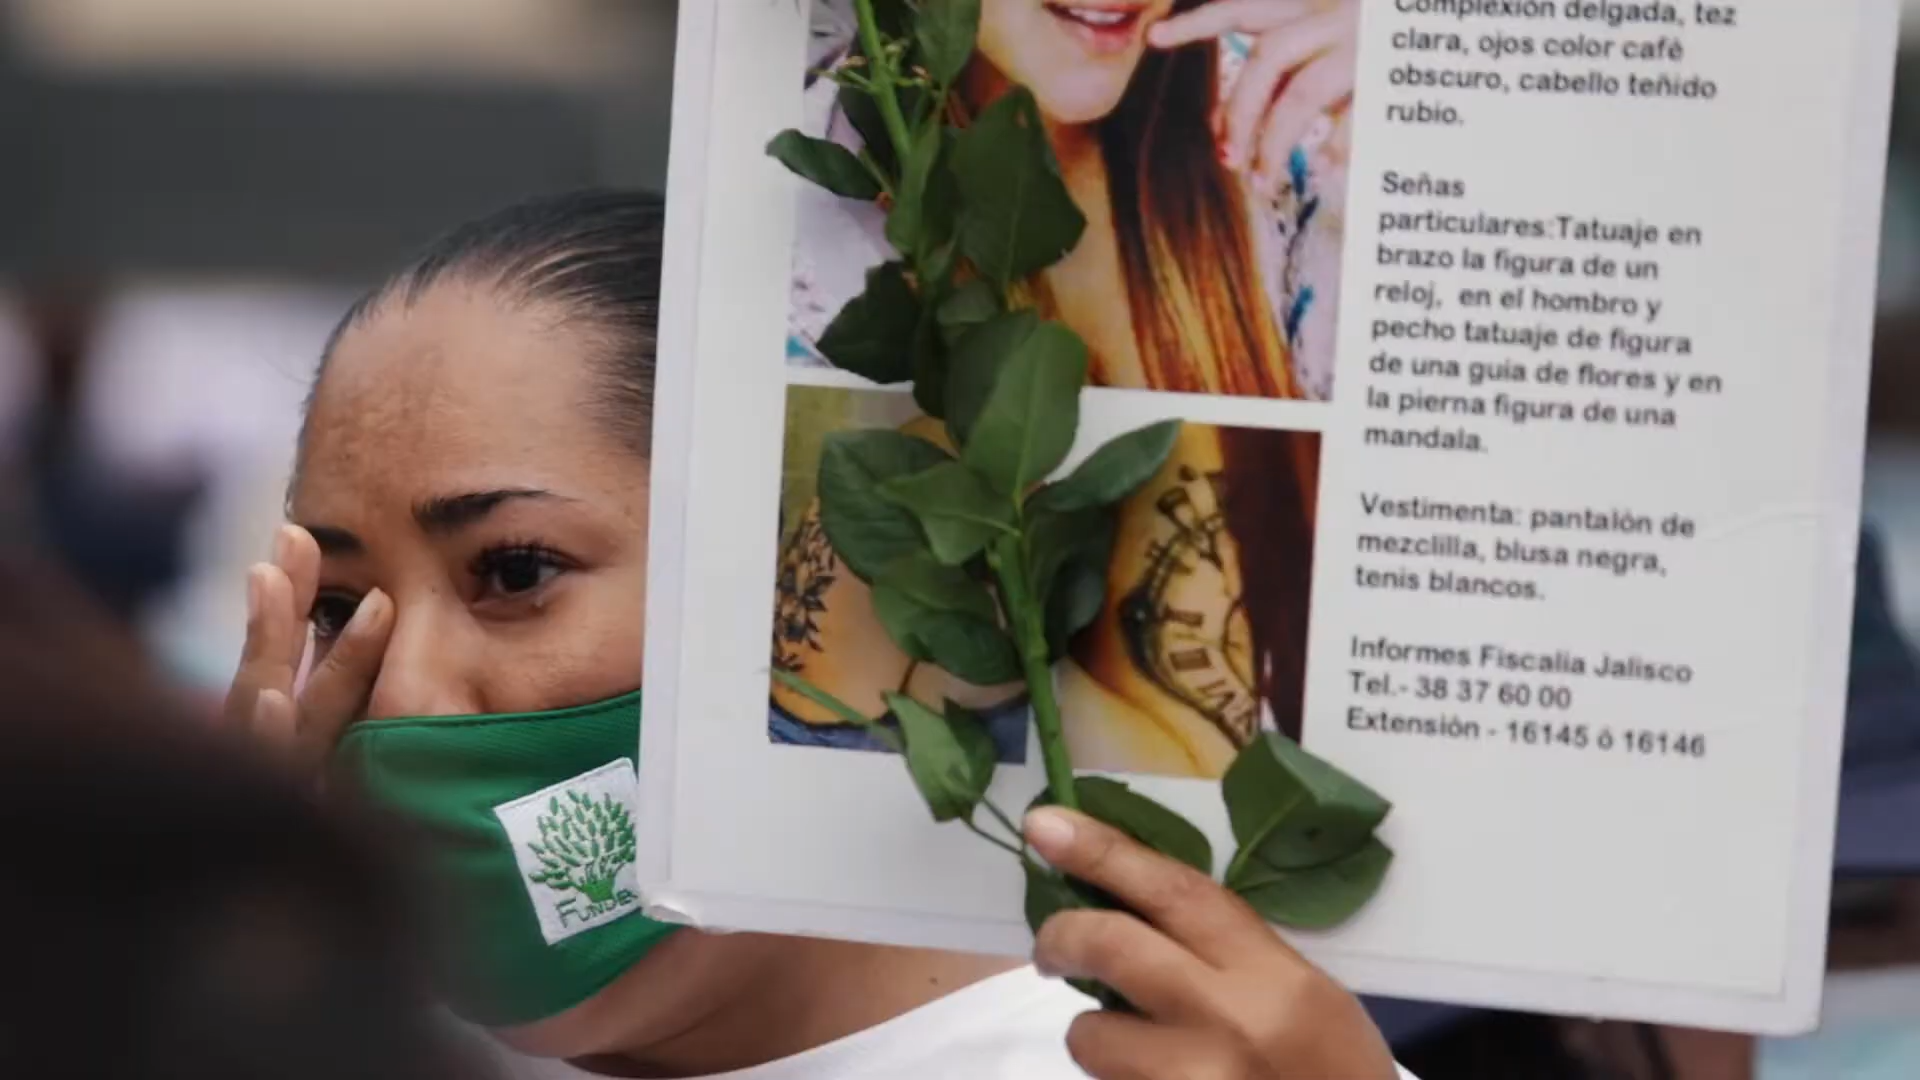 Complexión delgada, tez
clara, ojos color café
obscuro, cabello teñido
rubio.
Señas
particulares:Tatuaje en
brazo la figura de un
reloj, en el hombro y
pecho tatuaje de figura
de una guia de flores y en
la pierna figura de una
mandala.
Vestimenta: pantalón de
mezclilla, blusa negra,
tenis blancos.
Informes Fiscalia Jalisco
Tel.- 38 37 60 00
Extensión - 16145 ó 16146